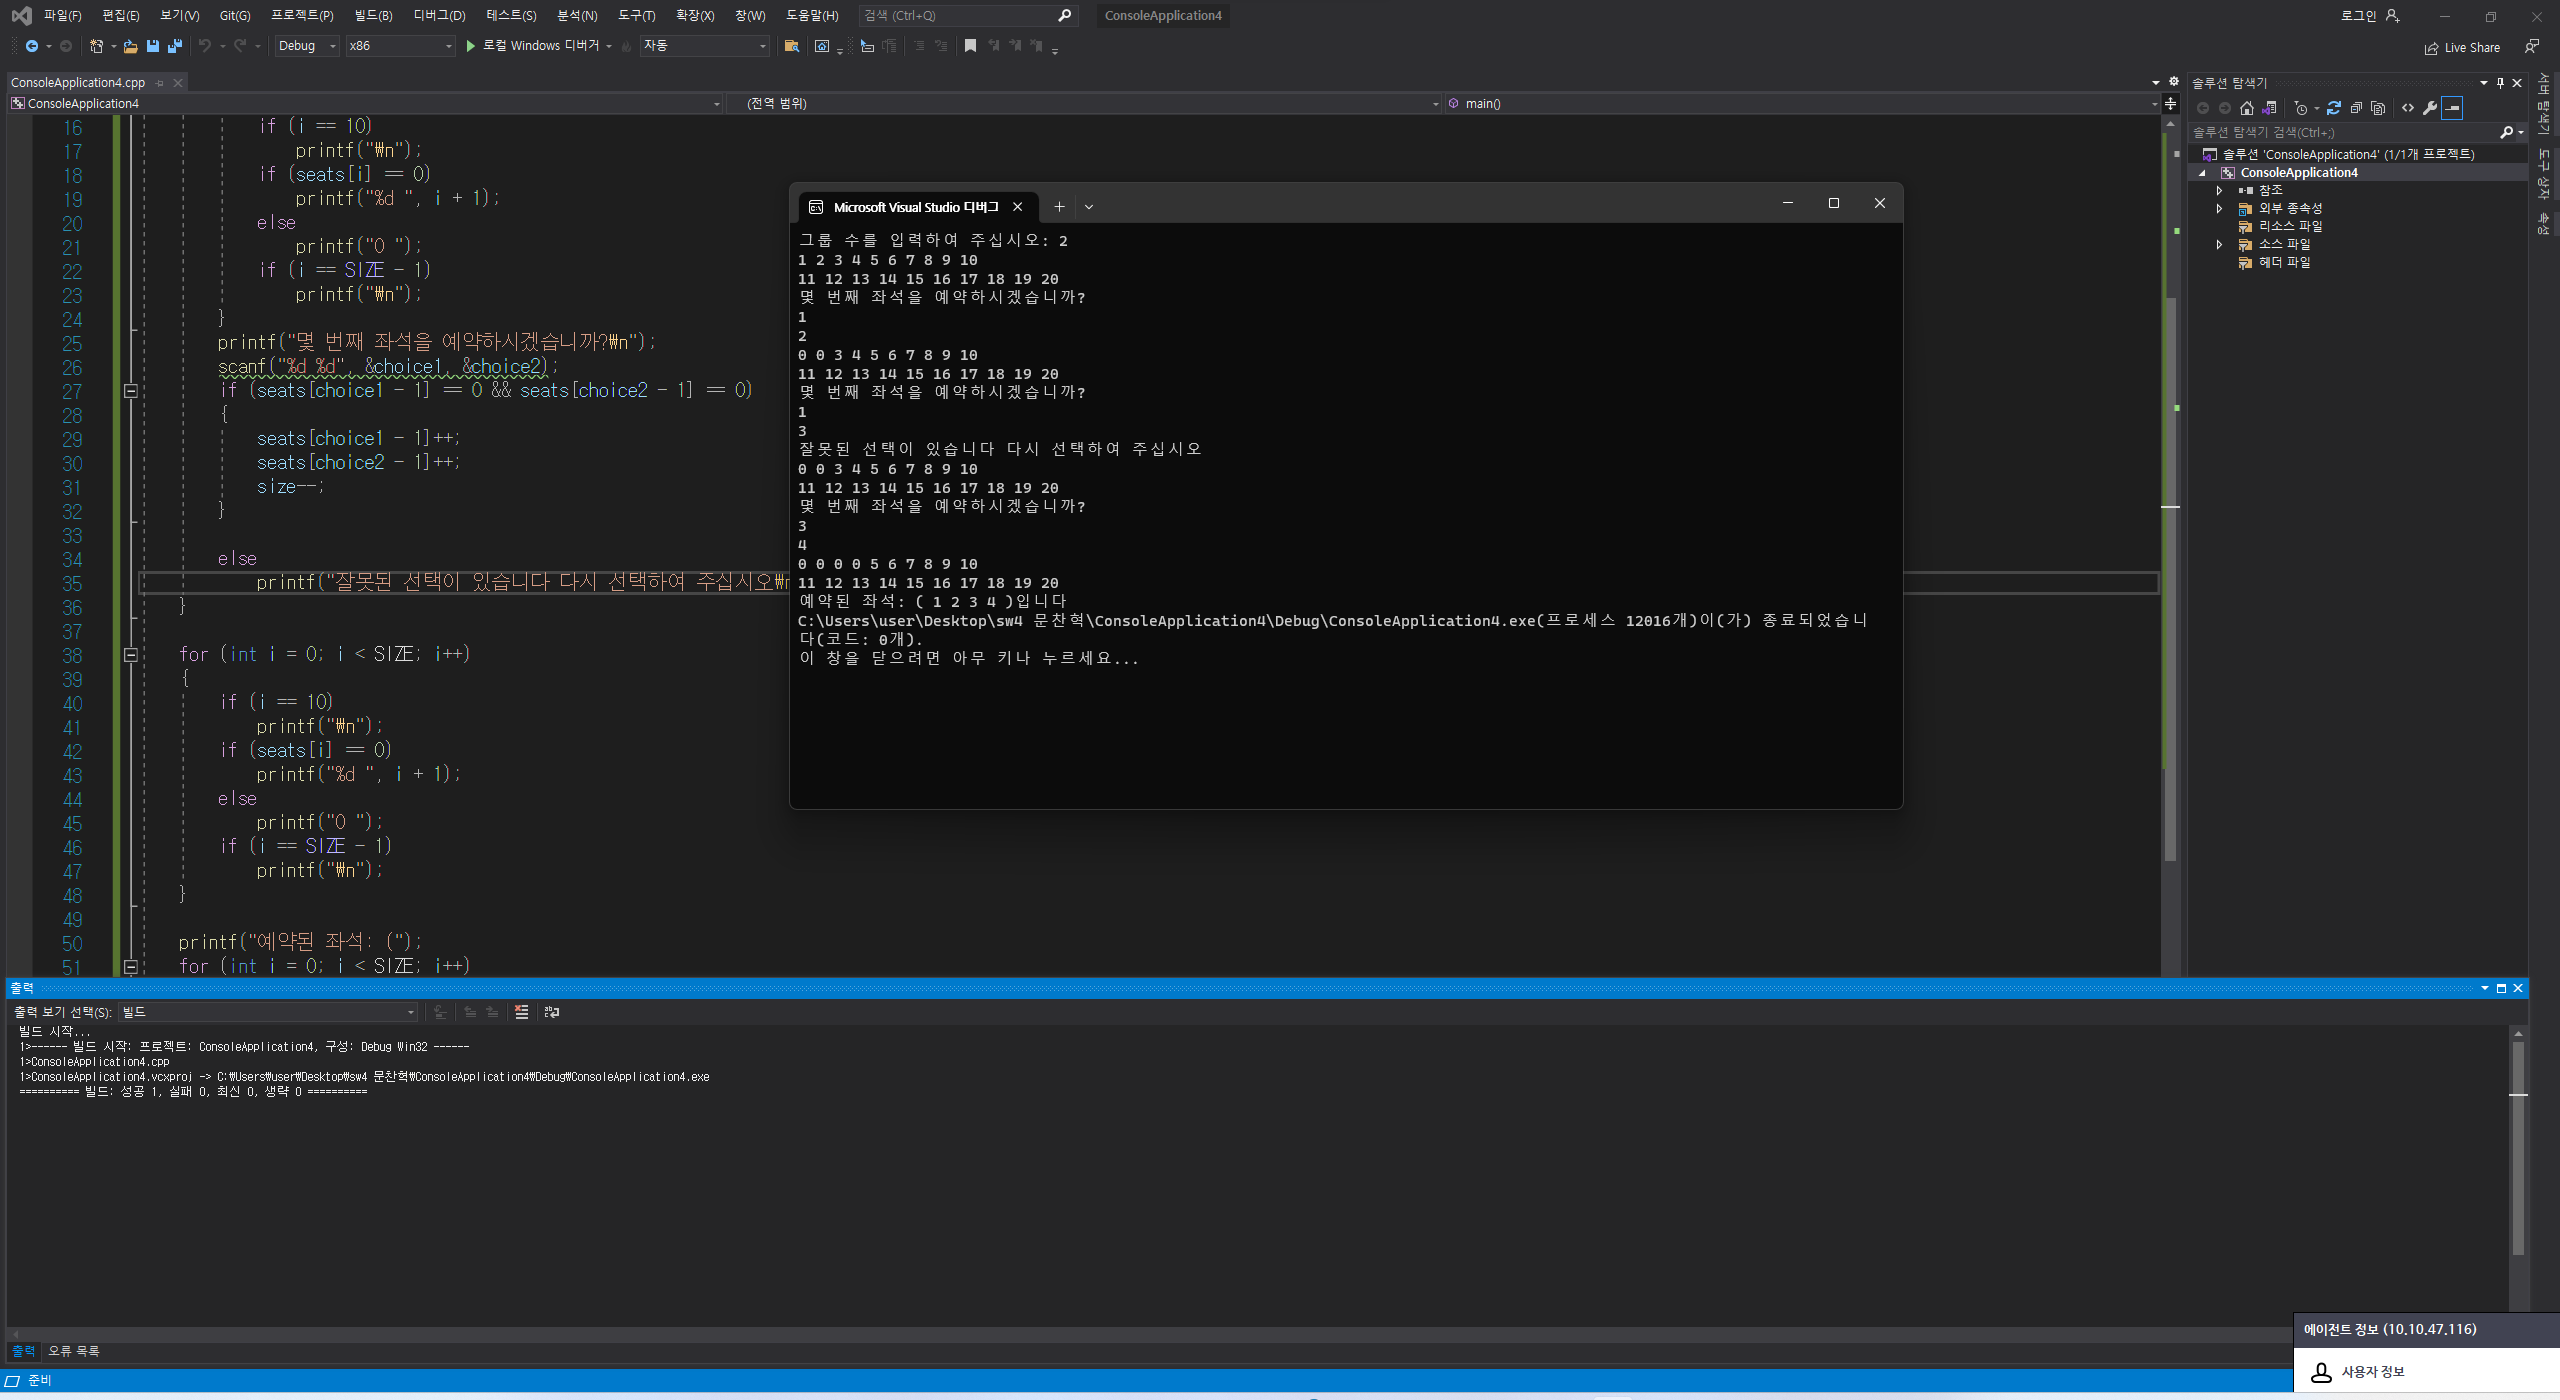 파일(F) 편집(E) 보기(V) Git(G) 프로젝트(P) 빌드(B) 디버그(D) 테스트(S) 분석(N) 도구(T) 확장(X) 창(W) 도움말(H) 검색 (Ctrl+Q) ConsoleApplication4 로그인
Debug x86 로컬 Windows 디버거 자동 Live Share
ConsoleApplication4.cpp
ConsoleApplication4 (전역 범위) main()
16 if (i == 10)
17 printf("₩n");
18 if (seats[i] == 0)
19 printf("%d ", i + 1);
20 else
21 printf("0 ");
22 if (i == SIZE - 1)
23 printf("₩n");
24 }
25 printf("몇 번째 좌석을 예약하시겠습니까?₩n");
26 scanf("%d %d", &choice1, &choice2);
27 if (seats[choice1 - 1] == 0 && seats[choice2 - 1] == 0)
28 {
29 seats[choice1 - 1]++;
30 seats[choice2 - 1]++;
31 size--;
32 }
33
34 else
35 printf("잘못된 선택이 있습니다 다시 선택하여 주십시오₩n
36 }
37
38 for (int i = 0; i < SIZE; i++)
39 {
40 if (i == 10)
41 printf("₩n");
42 if (seats[i] == 0)
43 printf("%d ", i + 1);
44 else
45 printf("0 ");
46 if (i == SIZE - 1)
47 printf("₩n");
48 }
49
50 printf("예약된 좌석: (");
51 for (int i = 0; i < SIZE; i++)
Microsoft Visual Studio 디버그
그룹 수를 입력하여 주십시오: 2
1 2 3 4 5 6 7 8 9 10
11 12 13 14 15 16 17 18 19 20
몇 번째 좌석을 예약하시겠습니까?
1
2
0 0 3 4 5 6 7 8 9 10
11 12 13 14 15 16 17 18 19 20
몇 번째 좌석을 예약하시겠습니까?
1
3
잘못된 선택이 있습니다 다시 선택하여 주십시오
0 0 3 4 5 6 7 8 9 10
11 12 13 14 15 16 17 18 19 20
몇 번째 좌석을 예약하시겠습니까?
3
4
0 0 0 0 5 6 7 8 9 10
11 12 13 14 15 16 17 18 19 20
예약된 좌석: ( 1 2 3 4 )입니다
C:\Users\user\Desktop\sw4 문찬혁\ConsoleApplication4\Debug\ConsoleApplication4.exe(프로세스 12016개)이(가) 종료되었습니
다(코드: 0개).
이 창을 닫으려면 아무 키나 누르세요...
솔루션 탐색기
솔루션 탐색기 검색(Ctrl+;)
솔루션 'ConsoleApplication4' (1/1개 프로젝트)
ConsoleApplication4
참조
외부 종속성
리소스 파일
소스 파일
헤더 파일
서버 탐색기
도구 상자
속성
출력
출력 보기 선택(S): 빌드
빌드 시작...
1>------ 빌드 시작: 프로젝트: ConsoleApplication4, 구성: Debug Win32 ------
1>ConsoleApplication4.cpp
1>ConsoleApplication4.vcxproj -> C:₩Users₩user₩Desktop₩sw4 문찬혁₩ConsoleApplication4₩Debug₩ConsoleApplication4.exe
========== 빌드: 성공 1, 실패 0, 최신 0, 생략 0 ==========
출력 오류 목록
준비
에이전트 정보 (10.10.47.116)
사용자 정보